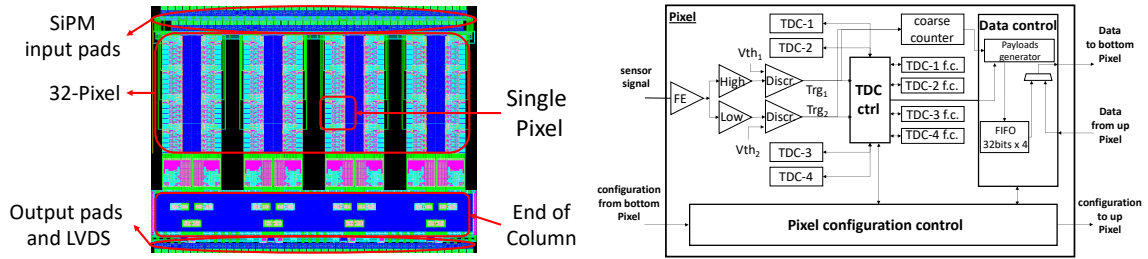 SiPM
input pads
32-Pixel
Single
Pixel
Output pads
and LVDS
End of
Column
Pixel
TDC-1
TDC-2
coarse
counter
Data control
Payloads
generator
Data
to bottom
Pixel
sensor
signal
FE
High
Low
Vth1
Vth2
Discr.
Discr.
Trg1
Trg2
TDC
ctrl
TDC-1 f.c.
TDC-2 f.c.
TDC-3 f.c.
TDC-4 f.c.
FIFO
32bits x 4
Data
from up
Pixel
TDC-3
TDC-4
configuration
from bottom
Pixel
Pixel configuration control
configuration
to up
Pixel